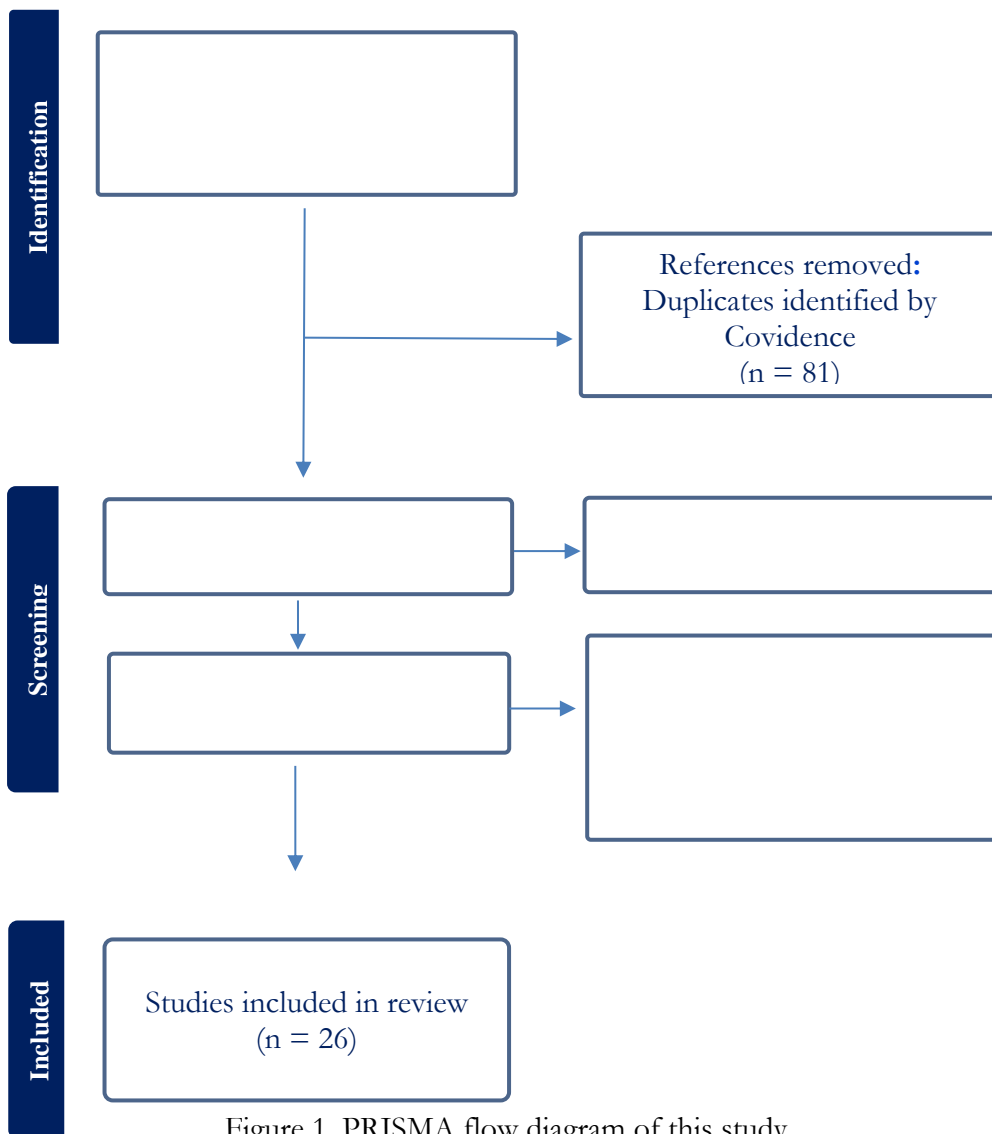 Identification
References removed:
Duplicates identified by
Covidence
(n = 81)
Screening
Studies included in review
(n = 26)
Included
Figure 1. PRISMA flow diagram of this study